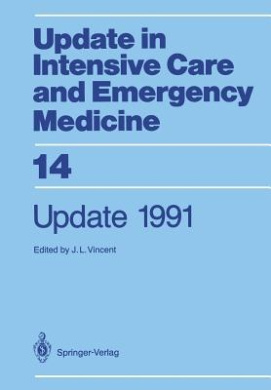 Update in
Intensive Care
and Emergency
Medicine
14
Update 1991
Edited by J. L. Vincent
Springer-Verlag